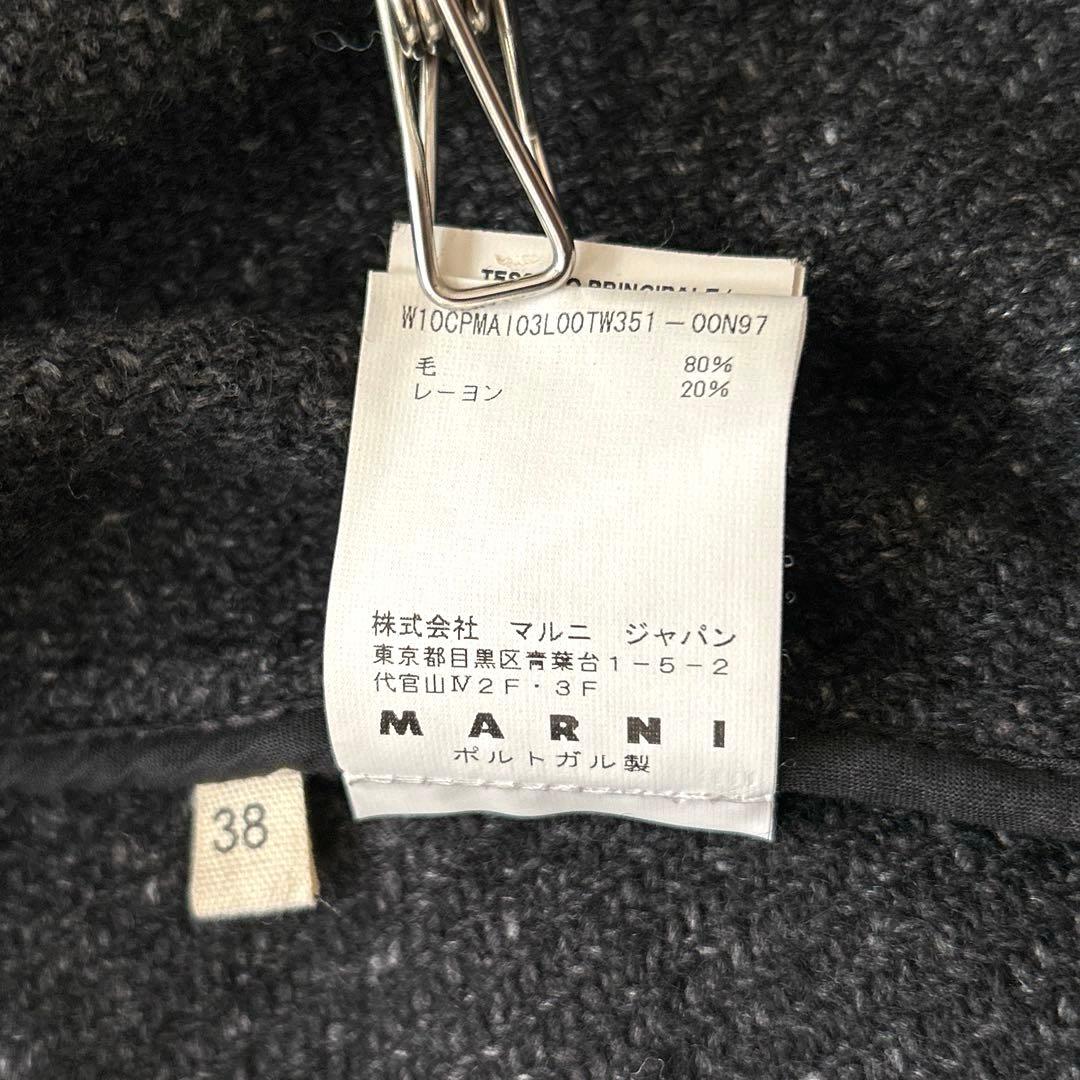 PRINCIPALE/
W10CPMAI03L00TW351-00N97
毛 80%
レーヨン 20%
株式会社 マルニ ジャパン
東京都目黒区青葉台1-5-2
代官山Ⅳ2F・3F
MARNI
ポルトガル製
38